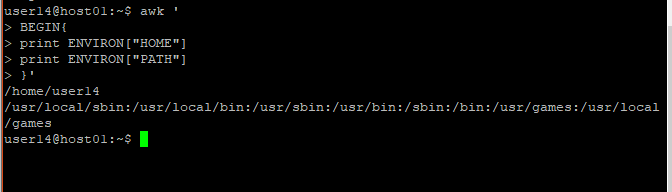 user14@host01:~$ awk '
> BEGIN{
> print ENVIRON["HOME"]
> print ENVIRON["PATH"]
> }'
/home/user14
/usr/local/sbin:/usr/local/bin:/usr/sbin:/usr/bin:/sbin:/bin:/usr/games:/usr/local
/games
user14@host01:~$